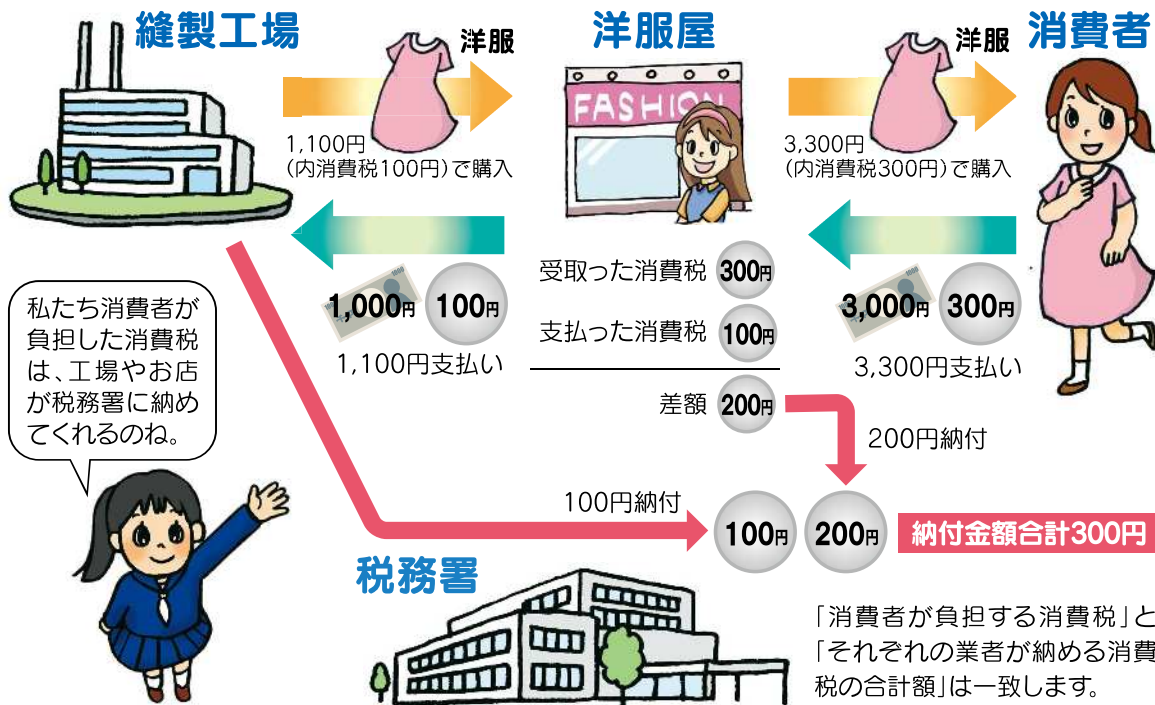 縫製工場
洋服
洋服屋
洋服
消費者
FASHION
1,100円
(内消費税100円)で購入
3,300円
(内消費税300円)で購入
1,000円 100円
1,100円支払い
受取った消費税 300円
支払った消費税 100円
差額 200円
3,000円 300円
3,300円支払い
私たち消費者が
負担した消費税
は、工場やお店
が税務署に納め
てくれるのね。
200円納付
100円納付
100円 200円
納付金額合計300円
税務署
「消費者が負担する消費税」と
「それぞれの業者が納める消費
税の合計額」は一致します。